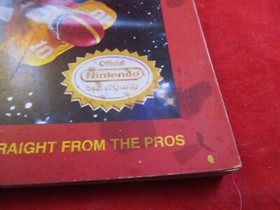 Official
Nintendo
Seal of Quality
RAIGHT FROM THE PROS